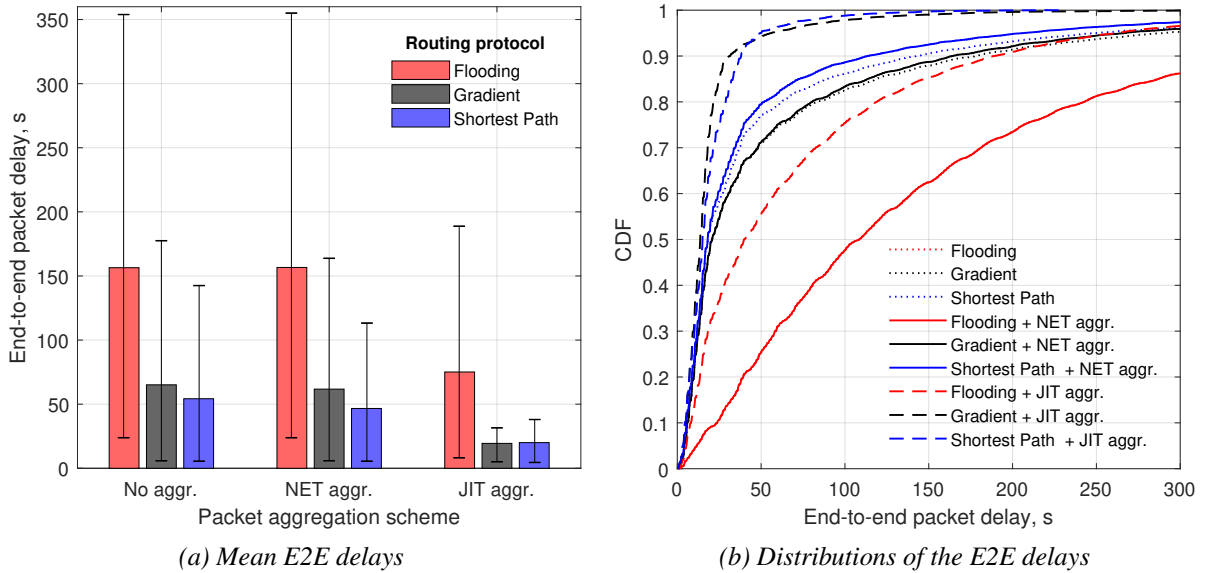 350
300
250
200
150
100
50
0
End-to-end packet delay, s
Routing protocol
Flooding
Gradient
Shortest Path
No aggr.
NET aggr.
JIT aggr.
Packet aggregation scheme
(a) Mean E2E delays
1
0.9
0.8
0.7
0.6
0.5
0.4
0.3
0.2
0.1
0
CDF
Flooding
Gradient
Shortest Path
Flooding + NET aggr.
Gradient + NET aggr.
Shortest Path + NET aggr.
Flooding + JIT aggr.
Gradient + JIT aggr.
Shortest Path + JIT aggr.
0 50 100 150 200 250 300
End-to-end packet delay, s
(b) Distributions of the E2E delays